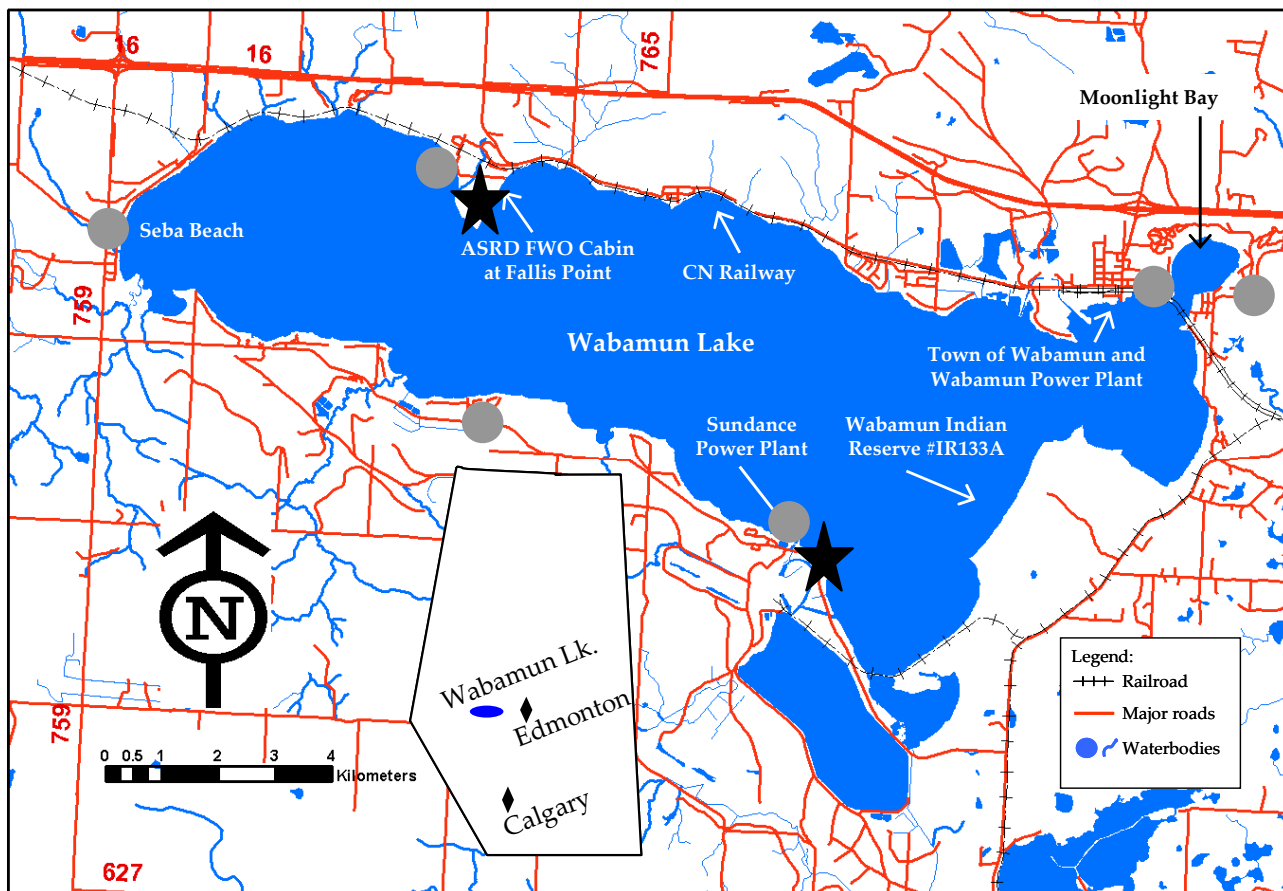 16
16
765
Moonlight Bay
Seba Beach
ASRD FWO Cabin
at Fallis Point
CN Railway
759
Wabamun Lake
Town of Wabamun and
Wabamun Power Plant
Sundance
Power Plant
Wabamun Indian
Reserve #IR133A
N
Wabamun Lk.
Edmonton
Calgary
Legend:
Railroad
Major roads
Waterbodies
759
0 0.5 1 2 3 4
Kilometers
627